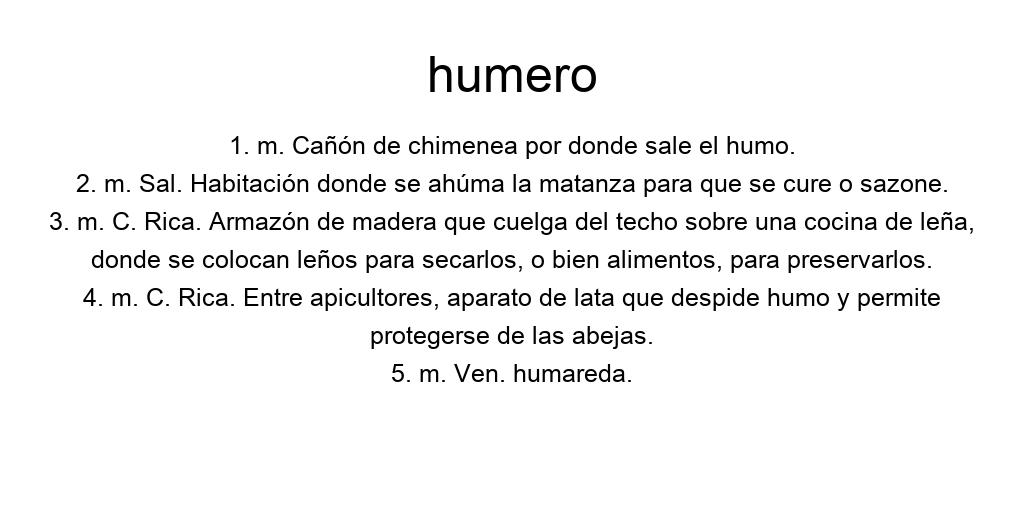 humero
1. m. Cañón de chimenea por donde sale el humo.
2. m. Sal. Habitación donde se ahúma la matanza para que se cure o sazone.
3. m. C. Rica. Armazón de madera que cuelga del techo sobre una cocina de leña,
donde se colocan leños para secarlos, o bien alimentos, para preservarlos.
4. m. C. Rica. Entre apicultores, aparato de lata que despide humo y permite
protegerse de las abejas.
5. m. Ven. humareda.